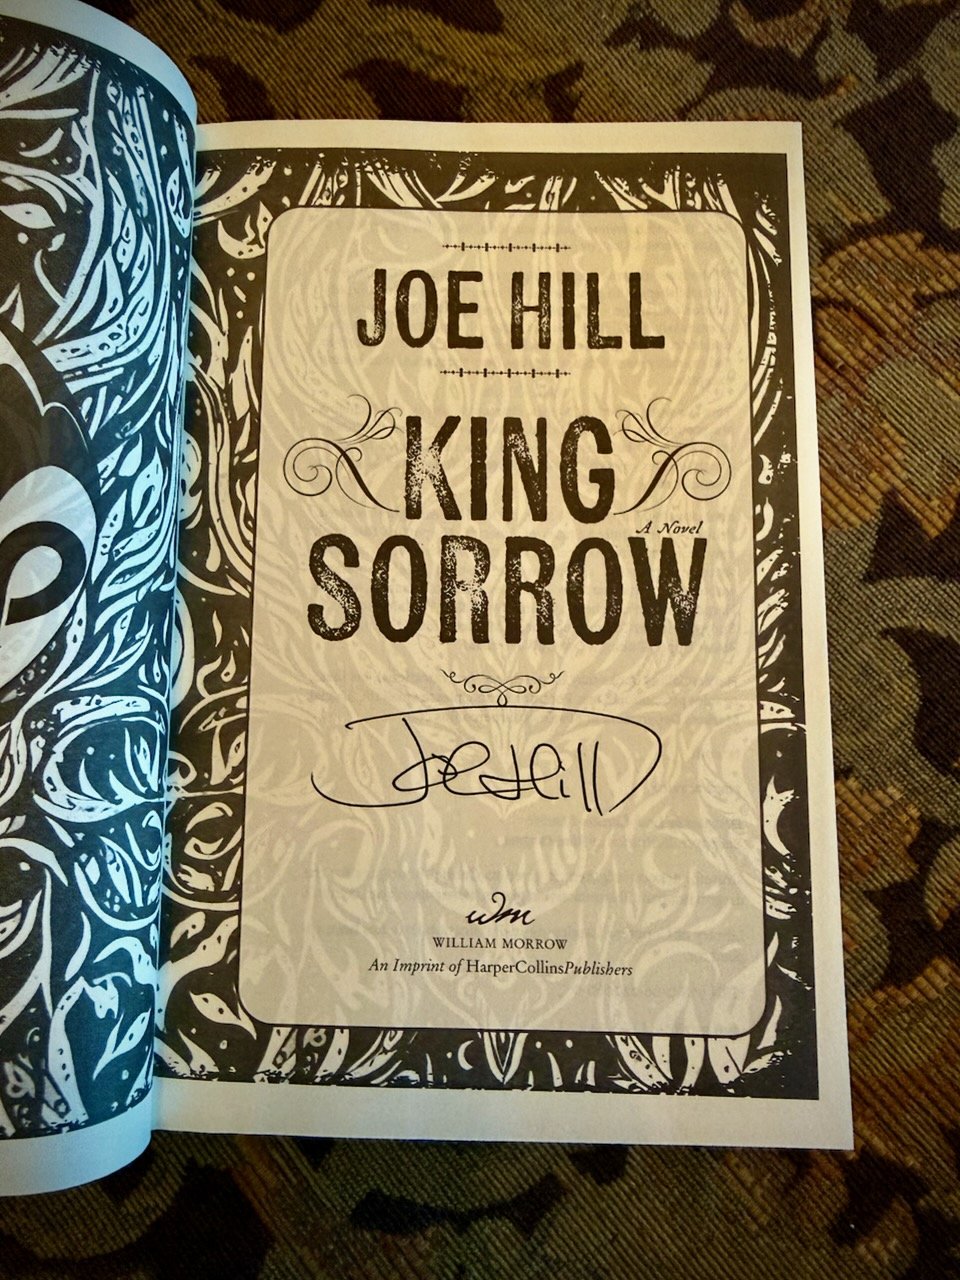 JOE HILL
KING
A Novel
SORROW
Joe Hill
wm
WILLIAM MORROW
An Imprint of HarperCollinsPublishers